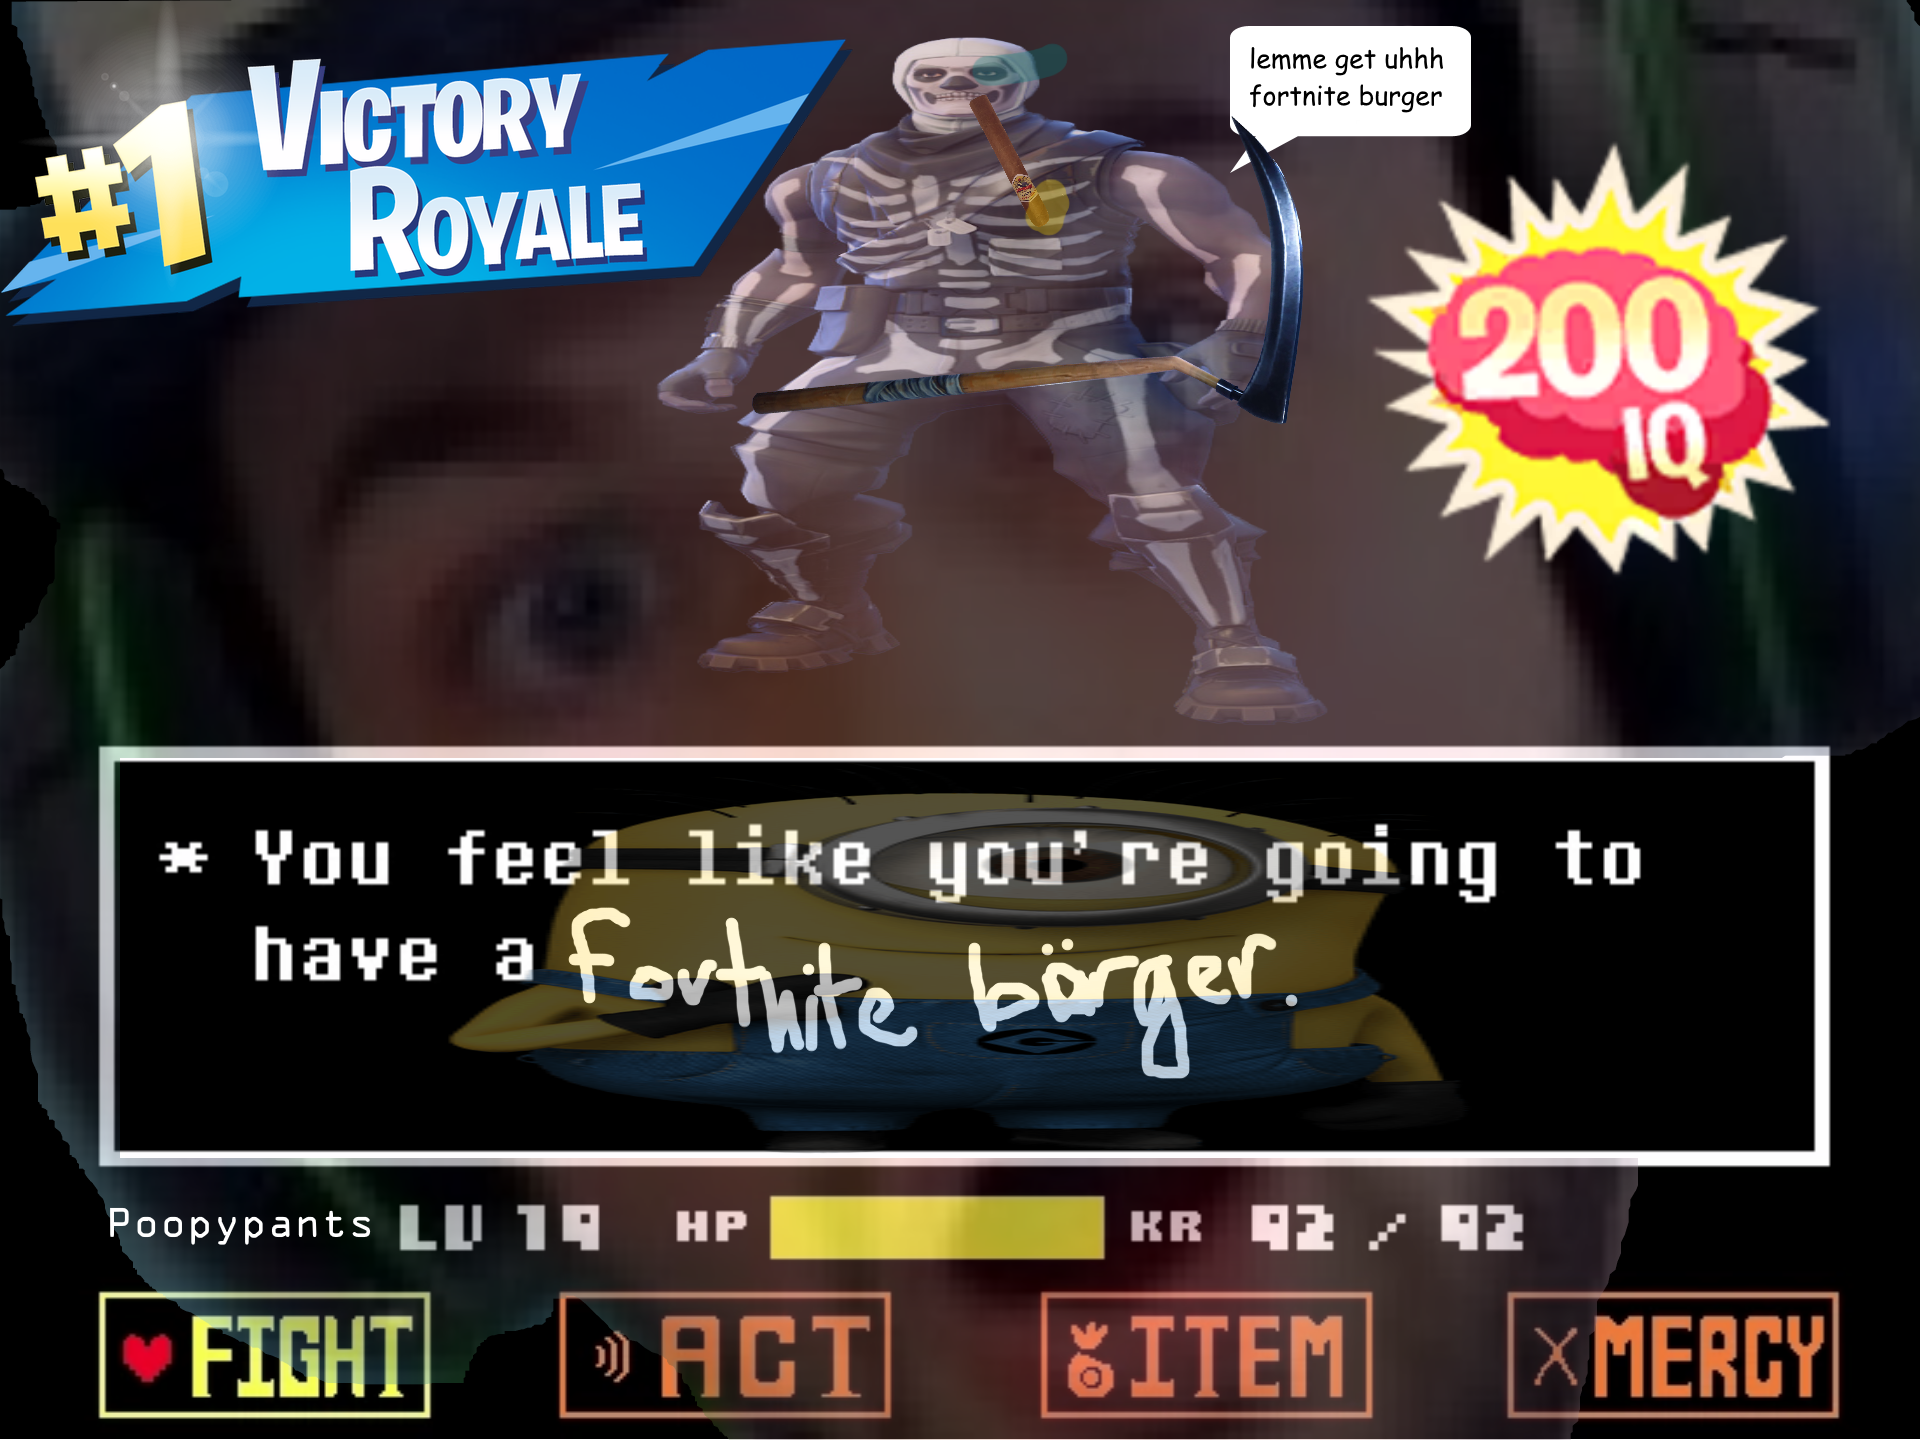 #1 VICTORY
ROYALE
lemme get uhhh
fortnite burger
200
IQ
* You feel like you're going to
have a fortnite börger.
Poopypants LV 19 HP KR 92 / 92
FIGHT ACT ITEM MERCY